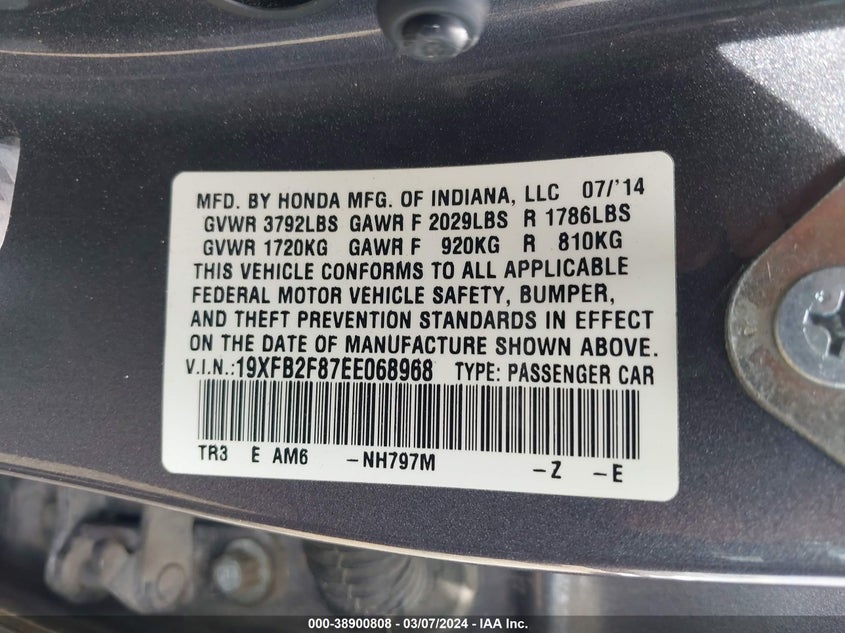 MFD. BY HONDA MFG. OF INDIANA, LLC 07/'14
GVWR 3792LBS GAWR F 2029LBS R 1786LBS
GVWR 1720KG GAWR F 920KG R 810KG
THIS VEHICLE CONFORMS TO ALL APPLICABLE
FEDERAL MOTOR VEHICLE SAFETY, BUMPER,
AND THEFT PREVENTION STANDARDS IN EFFECT
ON THE DATE OF MANUFACTURE SHOWN ABOVE.
V.I.N.:19XFB2F87EE068968 TYPE: PASSENGER CAR
TR3 E AM6 -NH797M -Z -E
000-38900808 - 03/07/2024 - IAA Inc.